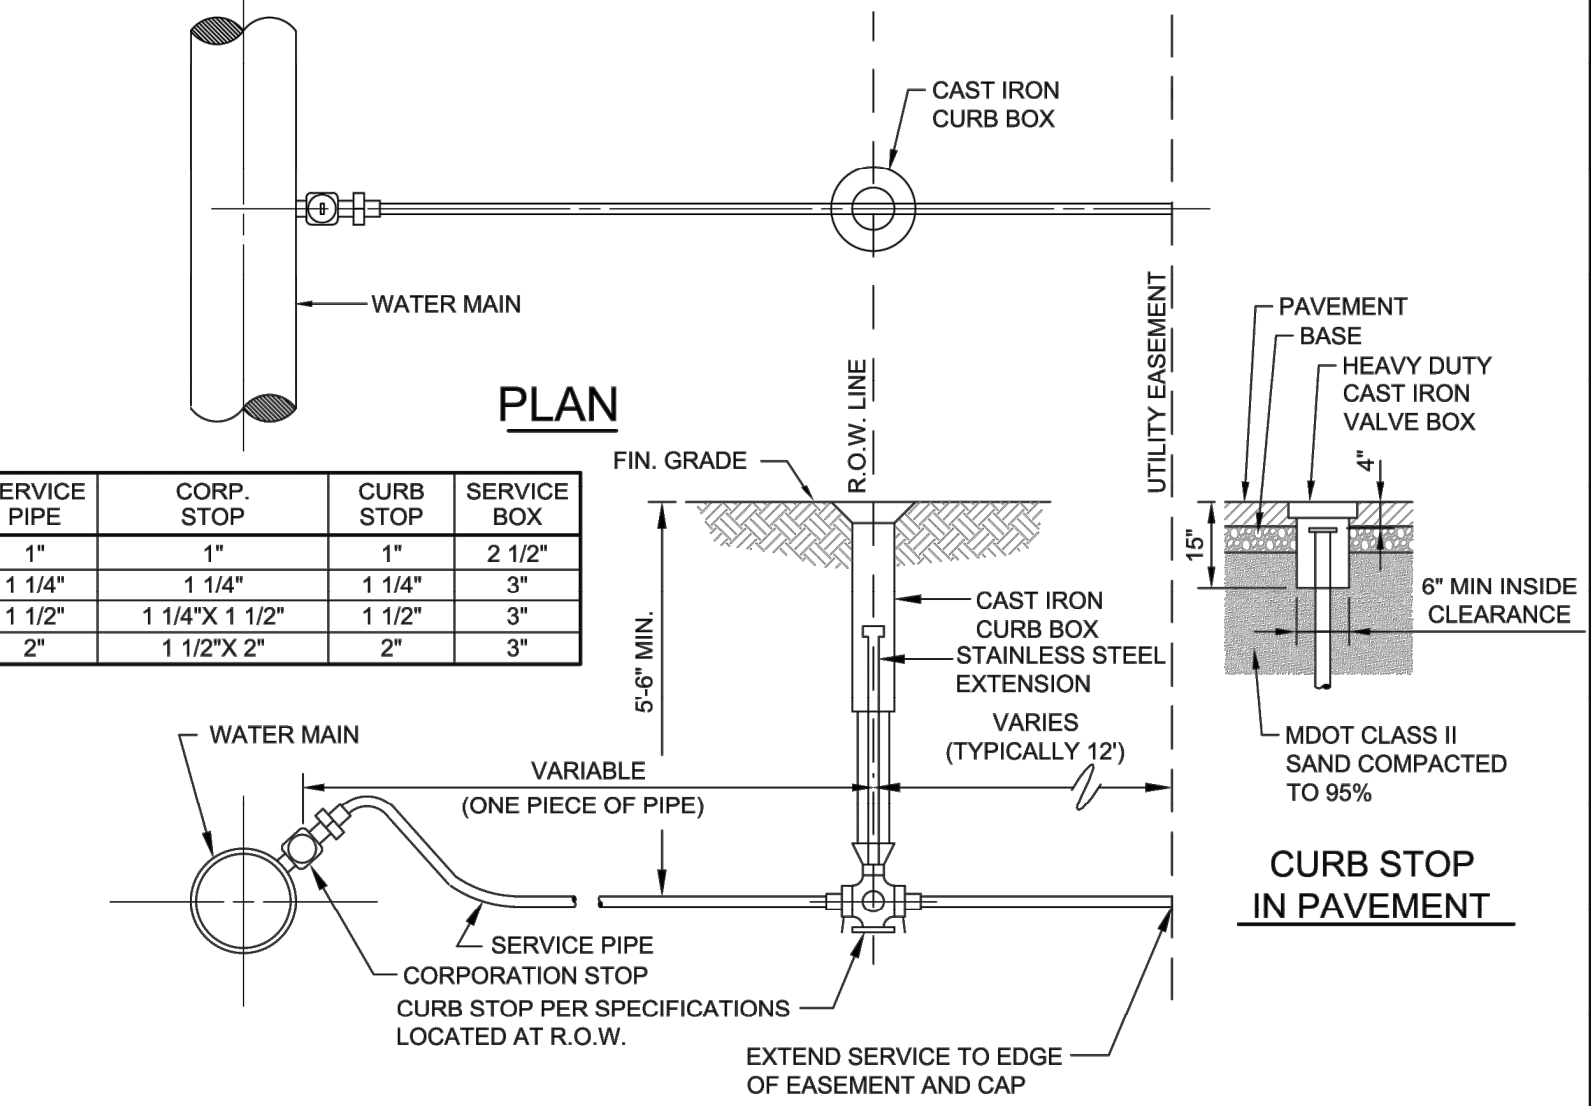 CAST IRON
CURB BOX
WATER MAIN
PLAN
R.O.W. LINE
UTILITY EASEMENT
PAVEMENT
BASE
HEAVY DUTY
CAST IRON
VALVE BOX
4"
15"
6" MIN INSIDE
CLEARANCE
MDOT CLASS II
SAND COMPACTED
TO 95%
CURB STOP
IN PAVEMENT
ERVICE PIPE CORP. STOP CURB STOP SERVICE BOX
1" 1" 1" 2 1/2"
1 1/4" 1 1/4" 1 1/4" 3"
1 1/2" 1 1/4"X 1 1/2" 1 1/2" 3"
2" 1 1/2"X 2" 2" 3"
FIN. GRADE
5'-6" MIN.
CAST IRON
CURB BOX
STAINLESS STEEL
EXTENSION
VARIES
(TYPICALLY 12')
WATER MAIN
VARIABLE
(ONE PIECE OF PIPE)
SERVICE PIPE
CORPORATION STOP
CURB STOP PER SPECIFICATIONS
LOCATED AT R.O.W.
EXTEND SERVICE TO EDGE
OF EASEMENT AND CAP